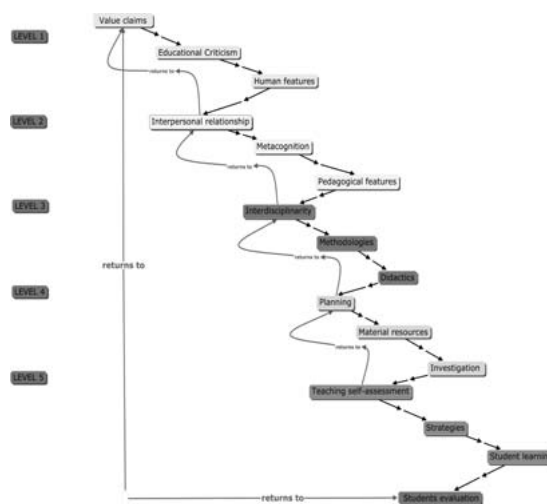 Value claims
LEVEL 1
Educational Criticism
returns to
Human features
LEVEL 2
Interpersonal relationship
Metacognition
returns to
Pedagogical features
LEVEL 3
Interdisciplinarity
Methodologies
returns to
returns to
Didactics
LEVEL 4
Planning
Material resources
returns to
Investigation
LEVEL 5
Teaching self-assessment
Strategies
Student learning
returns to
Students evaluation